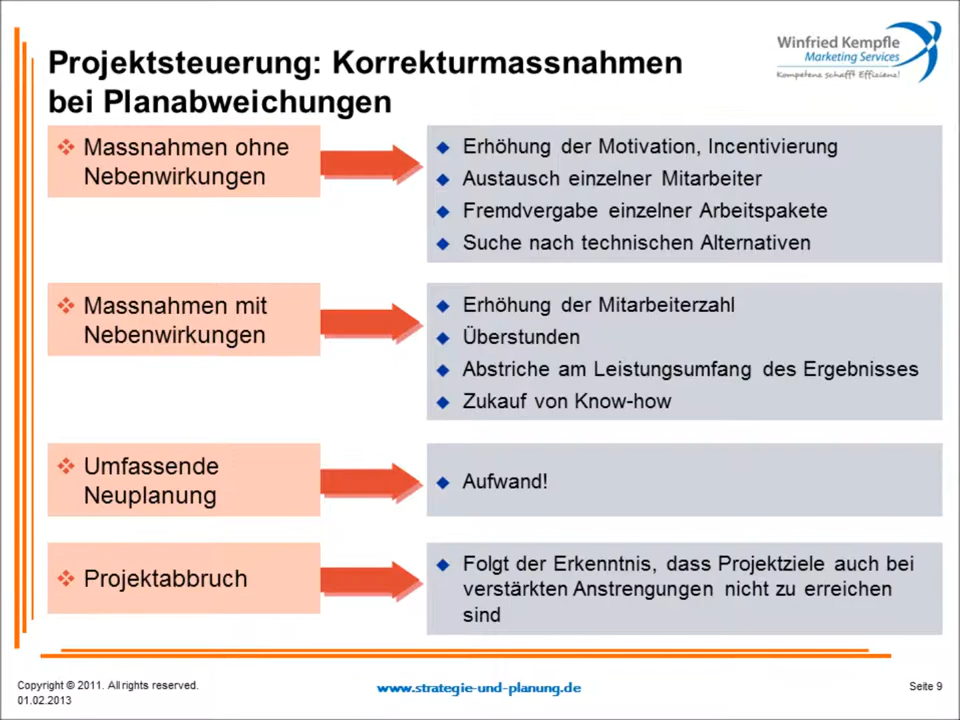 Projektsteuerung: Korrekturmassnahmen
bei Planabweichungen
Winfried Kempfle
Marketing Services
Kompetenz schafft Effizienz!
Massnahmen ohne
Nebenwirkungen
Erhöhung der Motivation, Incentivierung
Austausch einzelner Mitarbeiter
Fremdvergabe einzelner Arbeitspakete
Suche nach technischen Alternativen
Massnahmen mit
Nebenwirkungen
Erhöhung der Mitarbeiterzahl
Überstunden
Abstriche am Leistungsumfang des Ergebnisses
Zukauf von Know-how
Umfassende
Neuplanung
Aufwand!
Projektabbruch
Folgt der Erkenntnis, dass Projektziele auch bei
verstärkten Anstrengungen nicht zu erreichen
sind
Copyright © 2011. All rights reserved.
01.02.2013
www.strategie-und-planung.de
Seite 9